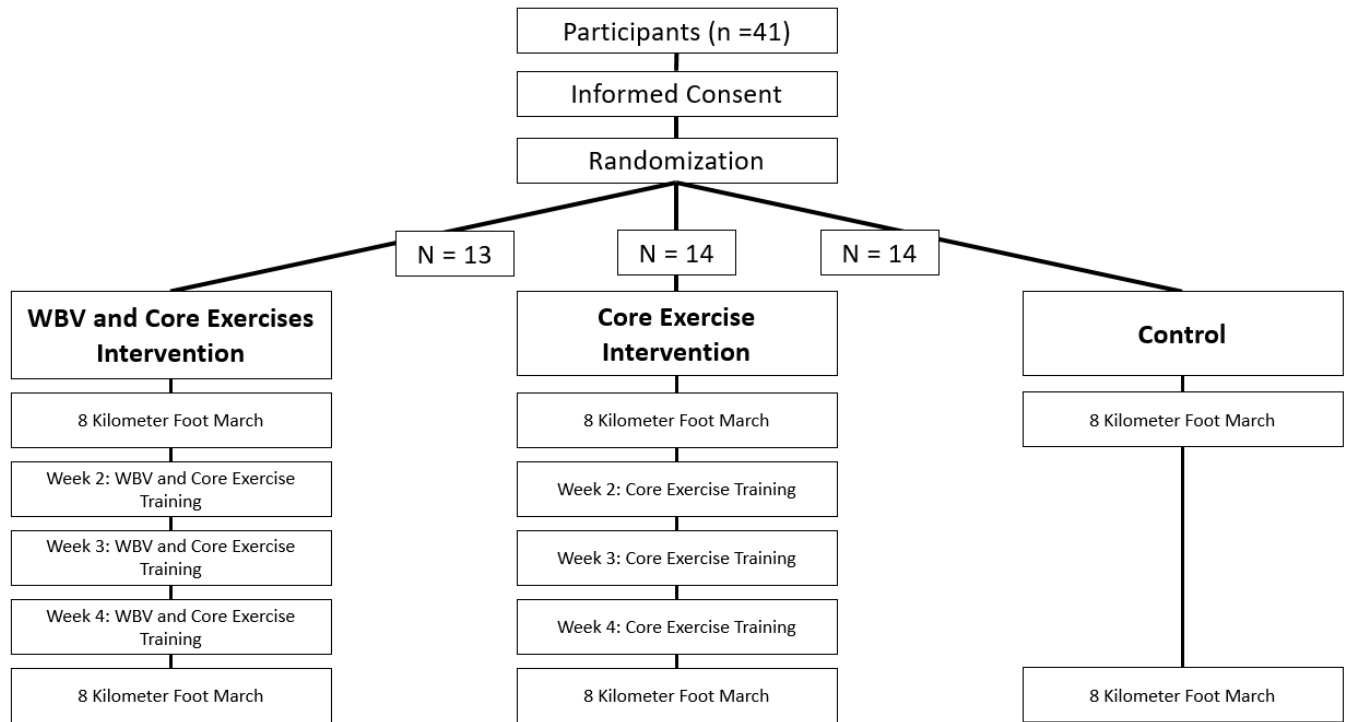 Participants (n =41)
Informed Consent
Randomization
N = 13
N = 14
N = 14
WBV and Core Exercises
Intervention
Core Exercise
Intervention
Control
8 Kilometer Foot March
8 Kilometer Foot March
8 Kilometer Foot March
Week 2: WBV and Core Exercise
Training
Week 2: Core Exercise Training
Week 3: WBV and Core Exercise
Training
Week 3: Core Exercise Training
Week 4: WBV and Core Exercise
Training
Week 4: Core Exercise Training
8 Kilometer Foot March
8 Kilometer Foot March
8 Kilometer Foot March